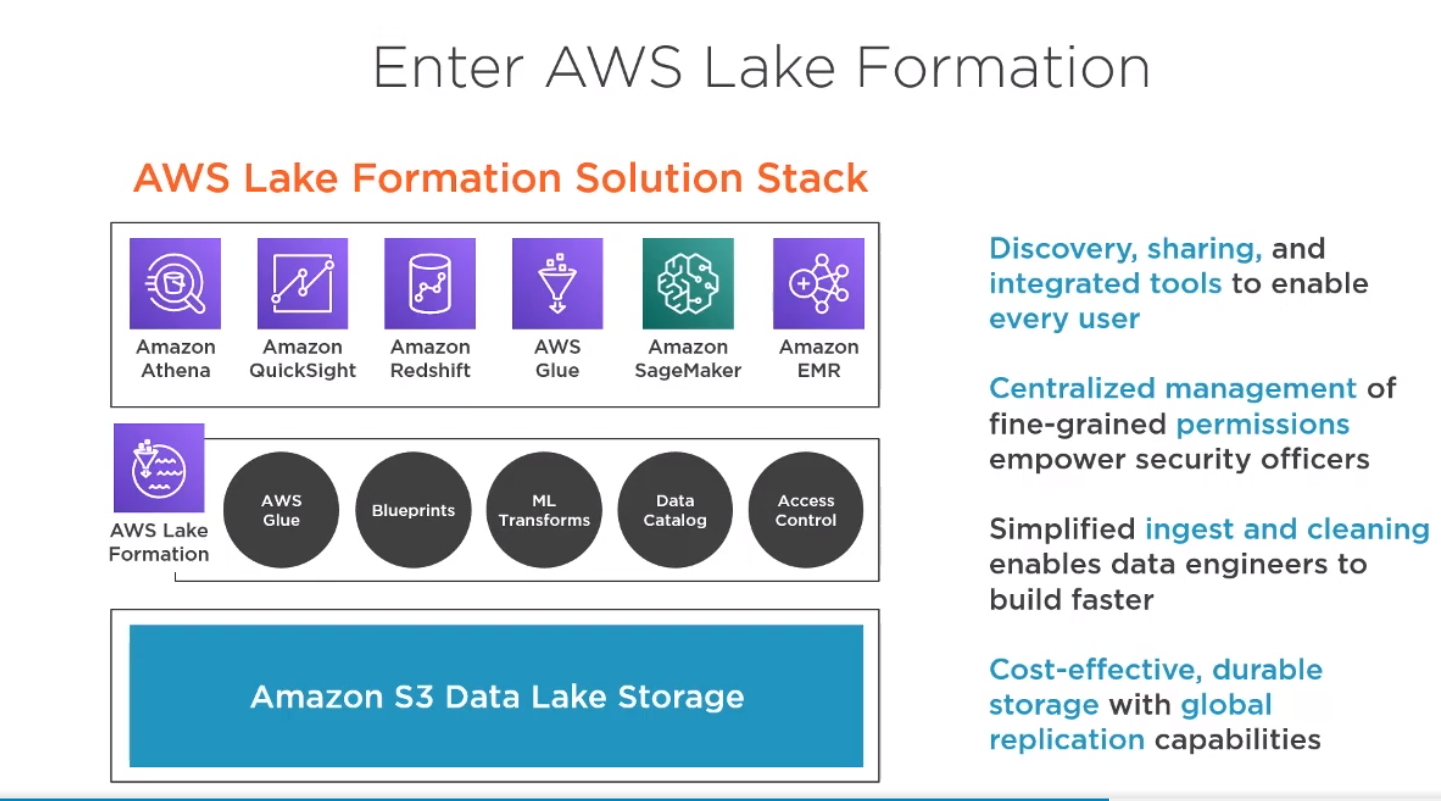 Enter AWS Lake Formation
AWS Lake Formation Solution Stack
Amazon
Athena
Amazon
QuickSight
Amazon
Redshift
AWS
Glue
Amazon
SageMaker
Amazon
EMR
AWS Lake
Formation
AWS
Glue
Blueprints
ML
Transforms
Data
Catalog
Access
Control
Amazon S3 Data Lake Storage
Discovery, sharing, and
integrated tools to enable
every user
Centralized management of
fine-grained permissions
empower security officers
Simplified ingest and cleaning
enables data engineers to
build faster
Cost-effective, durable
storage with global
replication capabilities